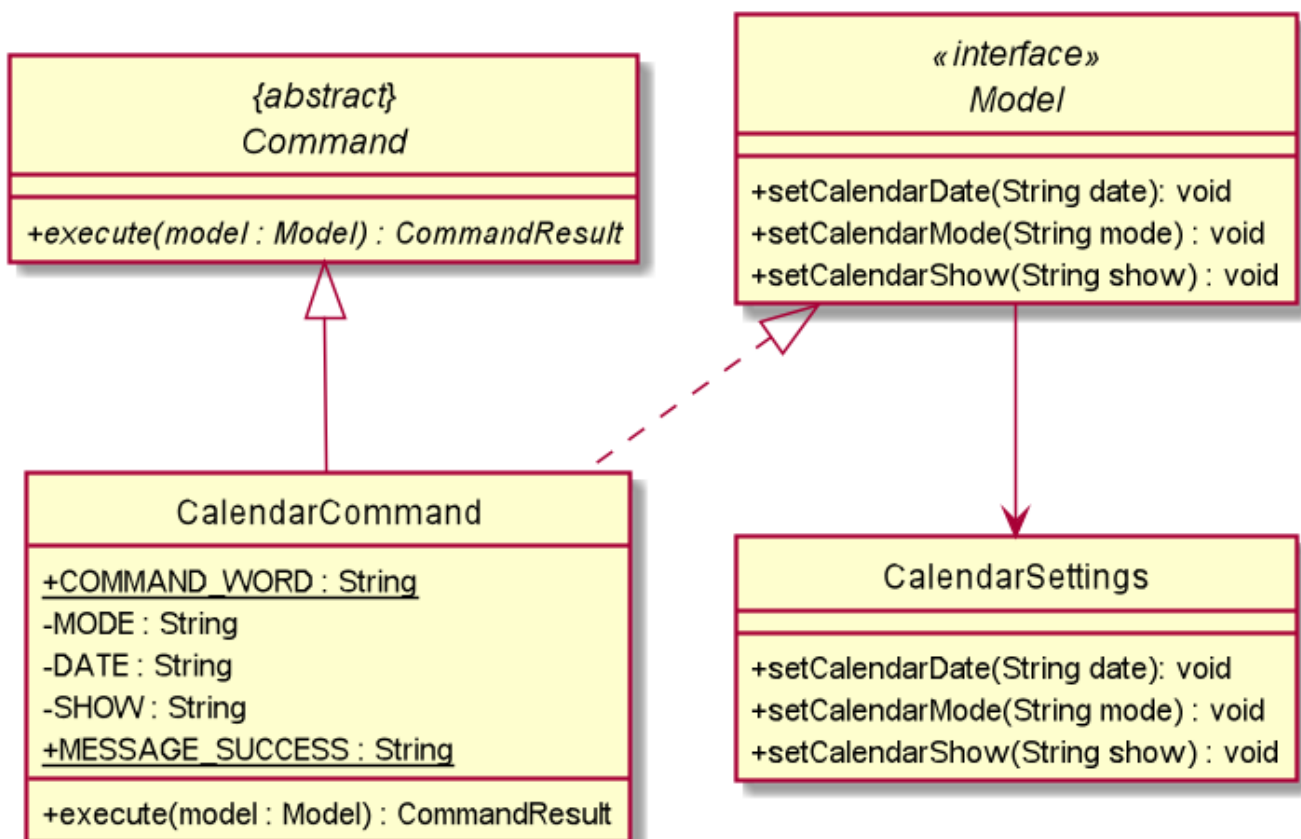 {abstract}
Command
+execute(model : Model) : CommandResult
«interface»
Model
+setCalendarDate(String date): void
+setCalendarMode(String mode) : void
+setCalendarShow(String show) : void
CalendarCommand
+COMMAND_WORD : String
-MODE : String
-DATE : String
-SHOW : String
+MESSAGE_SUCCESS : String
+execute(model : Model) : CommandResult
CalendarSettings
+setCalendarDate(String date): void
+setCalendarMode(String mode) : void
+setCalendarShow(String show) : void